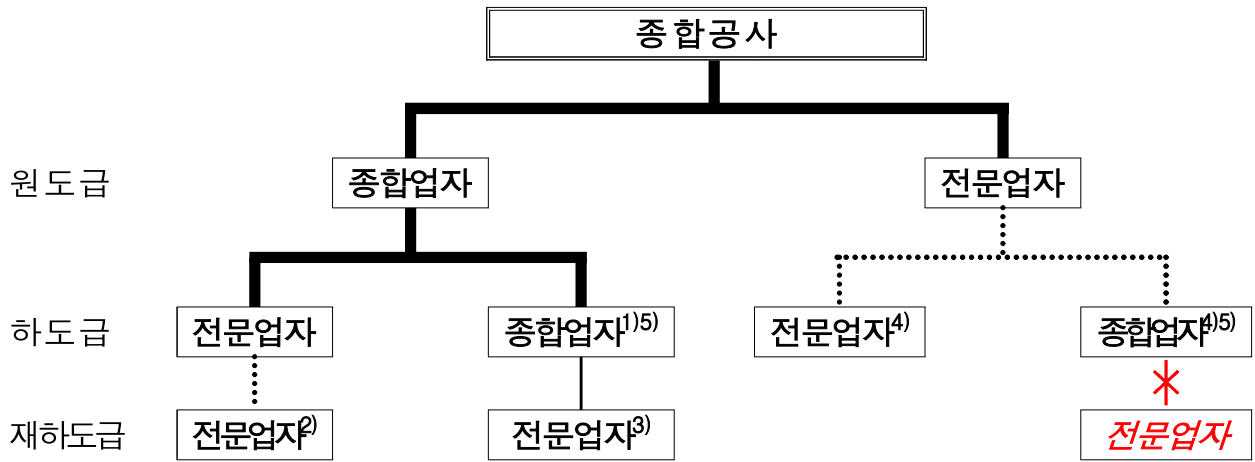 종합공사
원도급 종합업자 전문업자
하도급 전문업자 종합업자1)5) 전문업자4) 종합업자4)5)
재하도급 전문업자2) 전문업자3) 전문업자